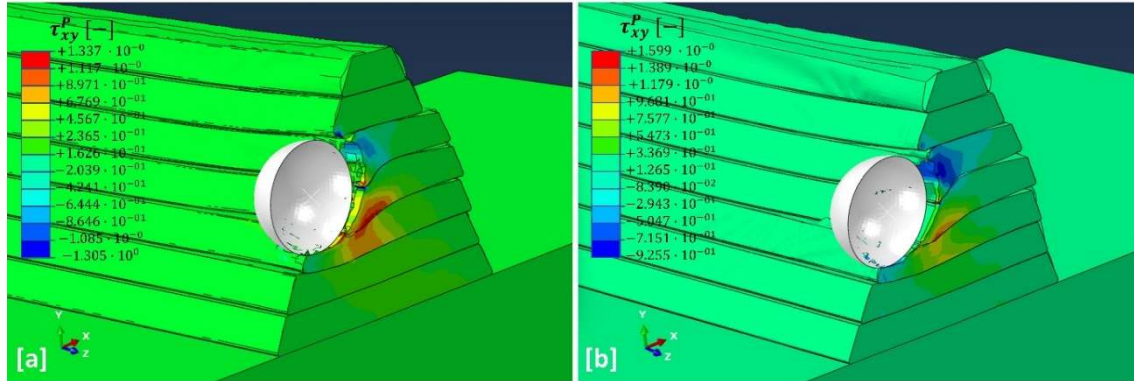 τ_xy^P [−]
+1.337 · 10⁻⁰
+1.117 · 10⁻⁰
+8.971 · 10⁻⁰¹
+6.769 · 10⁻⁰¹
+4.567 · 10⁻⁰¹
+2.365 · 10⁻⁰¹
+1.626 · 10⁻⁰¹
−2.039 · 10⁻⁰¹
−4.241 · 10⁻⁰¹
−6.444 · 10⁻⁰¹
−8.646 · 10⁻⁰¹
−1.085 · 10⁻⁰
−1.305 · 10⁰
Y
X
Z
[a]
τ_xy^P [−]
+1.599 · 10⁻⁰
+1.389 · 10⁻⁰
+1.179 · 10⁻⁰
+9.681 · 10⁻⁰¹
+7.577 · 10⁻⁰¹
+5.473 · 10⁻⁰¹
+3.369 · 10⁻⁰¹
+1.265 · 10⁻⁰¹
−8.390 · 10⁻⁰²
−2.943 · 10⁻⁰¹
−5.047 · 10⁻⁰¹
−7.151 · 10⁻⁰¹
−9.255 · 10⁻⁰¹
Y
X
Z
[b]